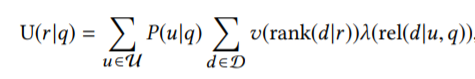 U(r|q) = ∑ P(u|q) ∑ υ(rank(d|r))λ(rel(d|u, q)).
u∈𝒰 d∈𝒟